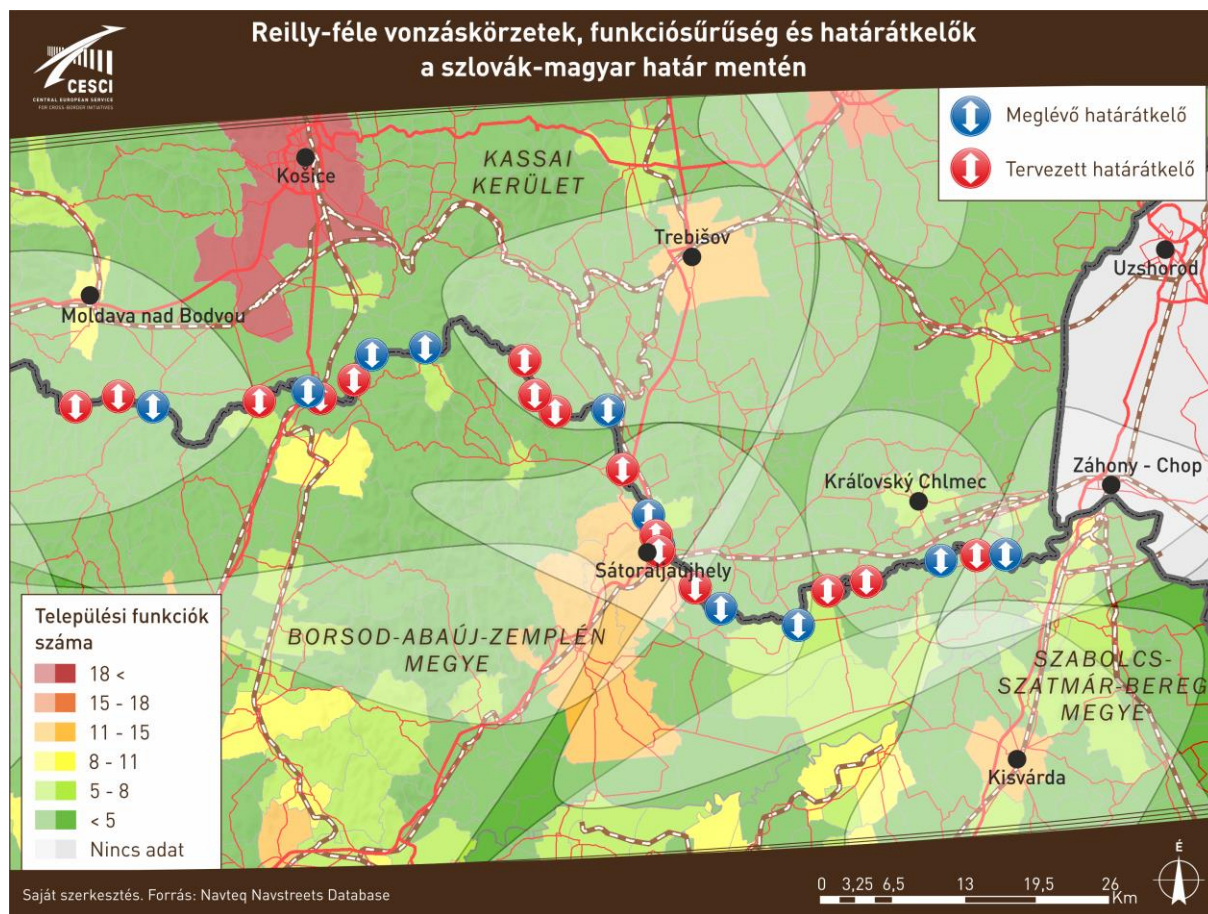 Reilly-féle vonzáskörzetek, funkciósűrűség és határátkelők
a szlovák-magyar határ mentén
CESCI
CENTRAL EUROPEAN SERVICE
FOR CROSS-BORDER INITIATIVES
Meglévő határátkelő
Tervezett határátkelő
Košice
KASSAI
KERÜLET
Trebišov
Uzshorod
Moldava nad Bodvou
Kráľovský Chlmec
Záhony - Chop
Sátoraljaújhely
BORSOD-ABAÚJ-ZEMPLÉN
MEGYE
SZABOLCS-
SZATMÁR-BEREG
MEGYE
Kisvárda
Települési funkciók
száma
18 <
15 - 18
11 - 15
8 - 11
5 - 8
< 5
Nincs adat
Saját szerkesztés. Forrás: Navteq Navstreets Database
0 3,25 6,5 13 19,5 26
Km
É